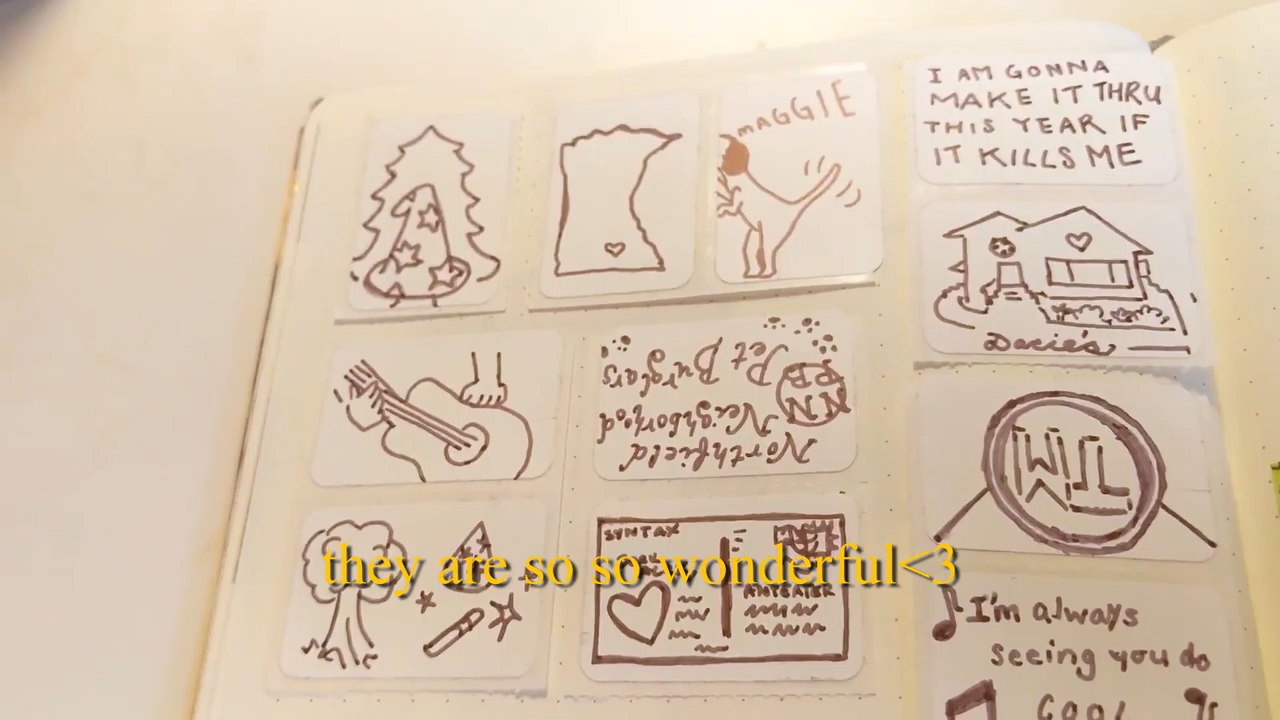 MAGGIE
I AM GONNA
MAKE IT THRU
THIS YEAR IF
IT KILLS ME
Dacie's
Northfield
Neighborhood
Pet Burglars
NN
PB
SYNTAX
ANTEATER
they are so so wonderful<3
I'm always
seeing you do
COOL